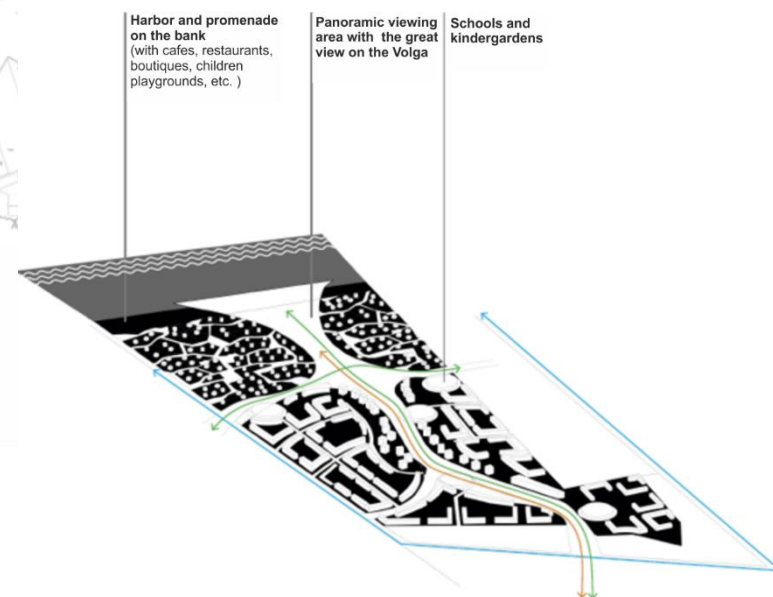 Harbor and promenade
on the bank
(with cafes, restaurants,
boutiques, children
playgrounds, etc. )
Panoramic viewing
area with the great
view on the Volga
Schools and
kindergardens